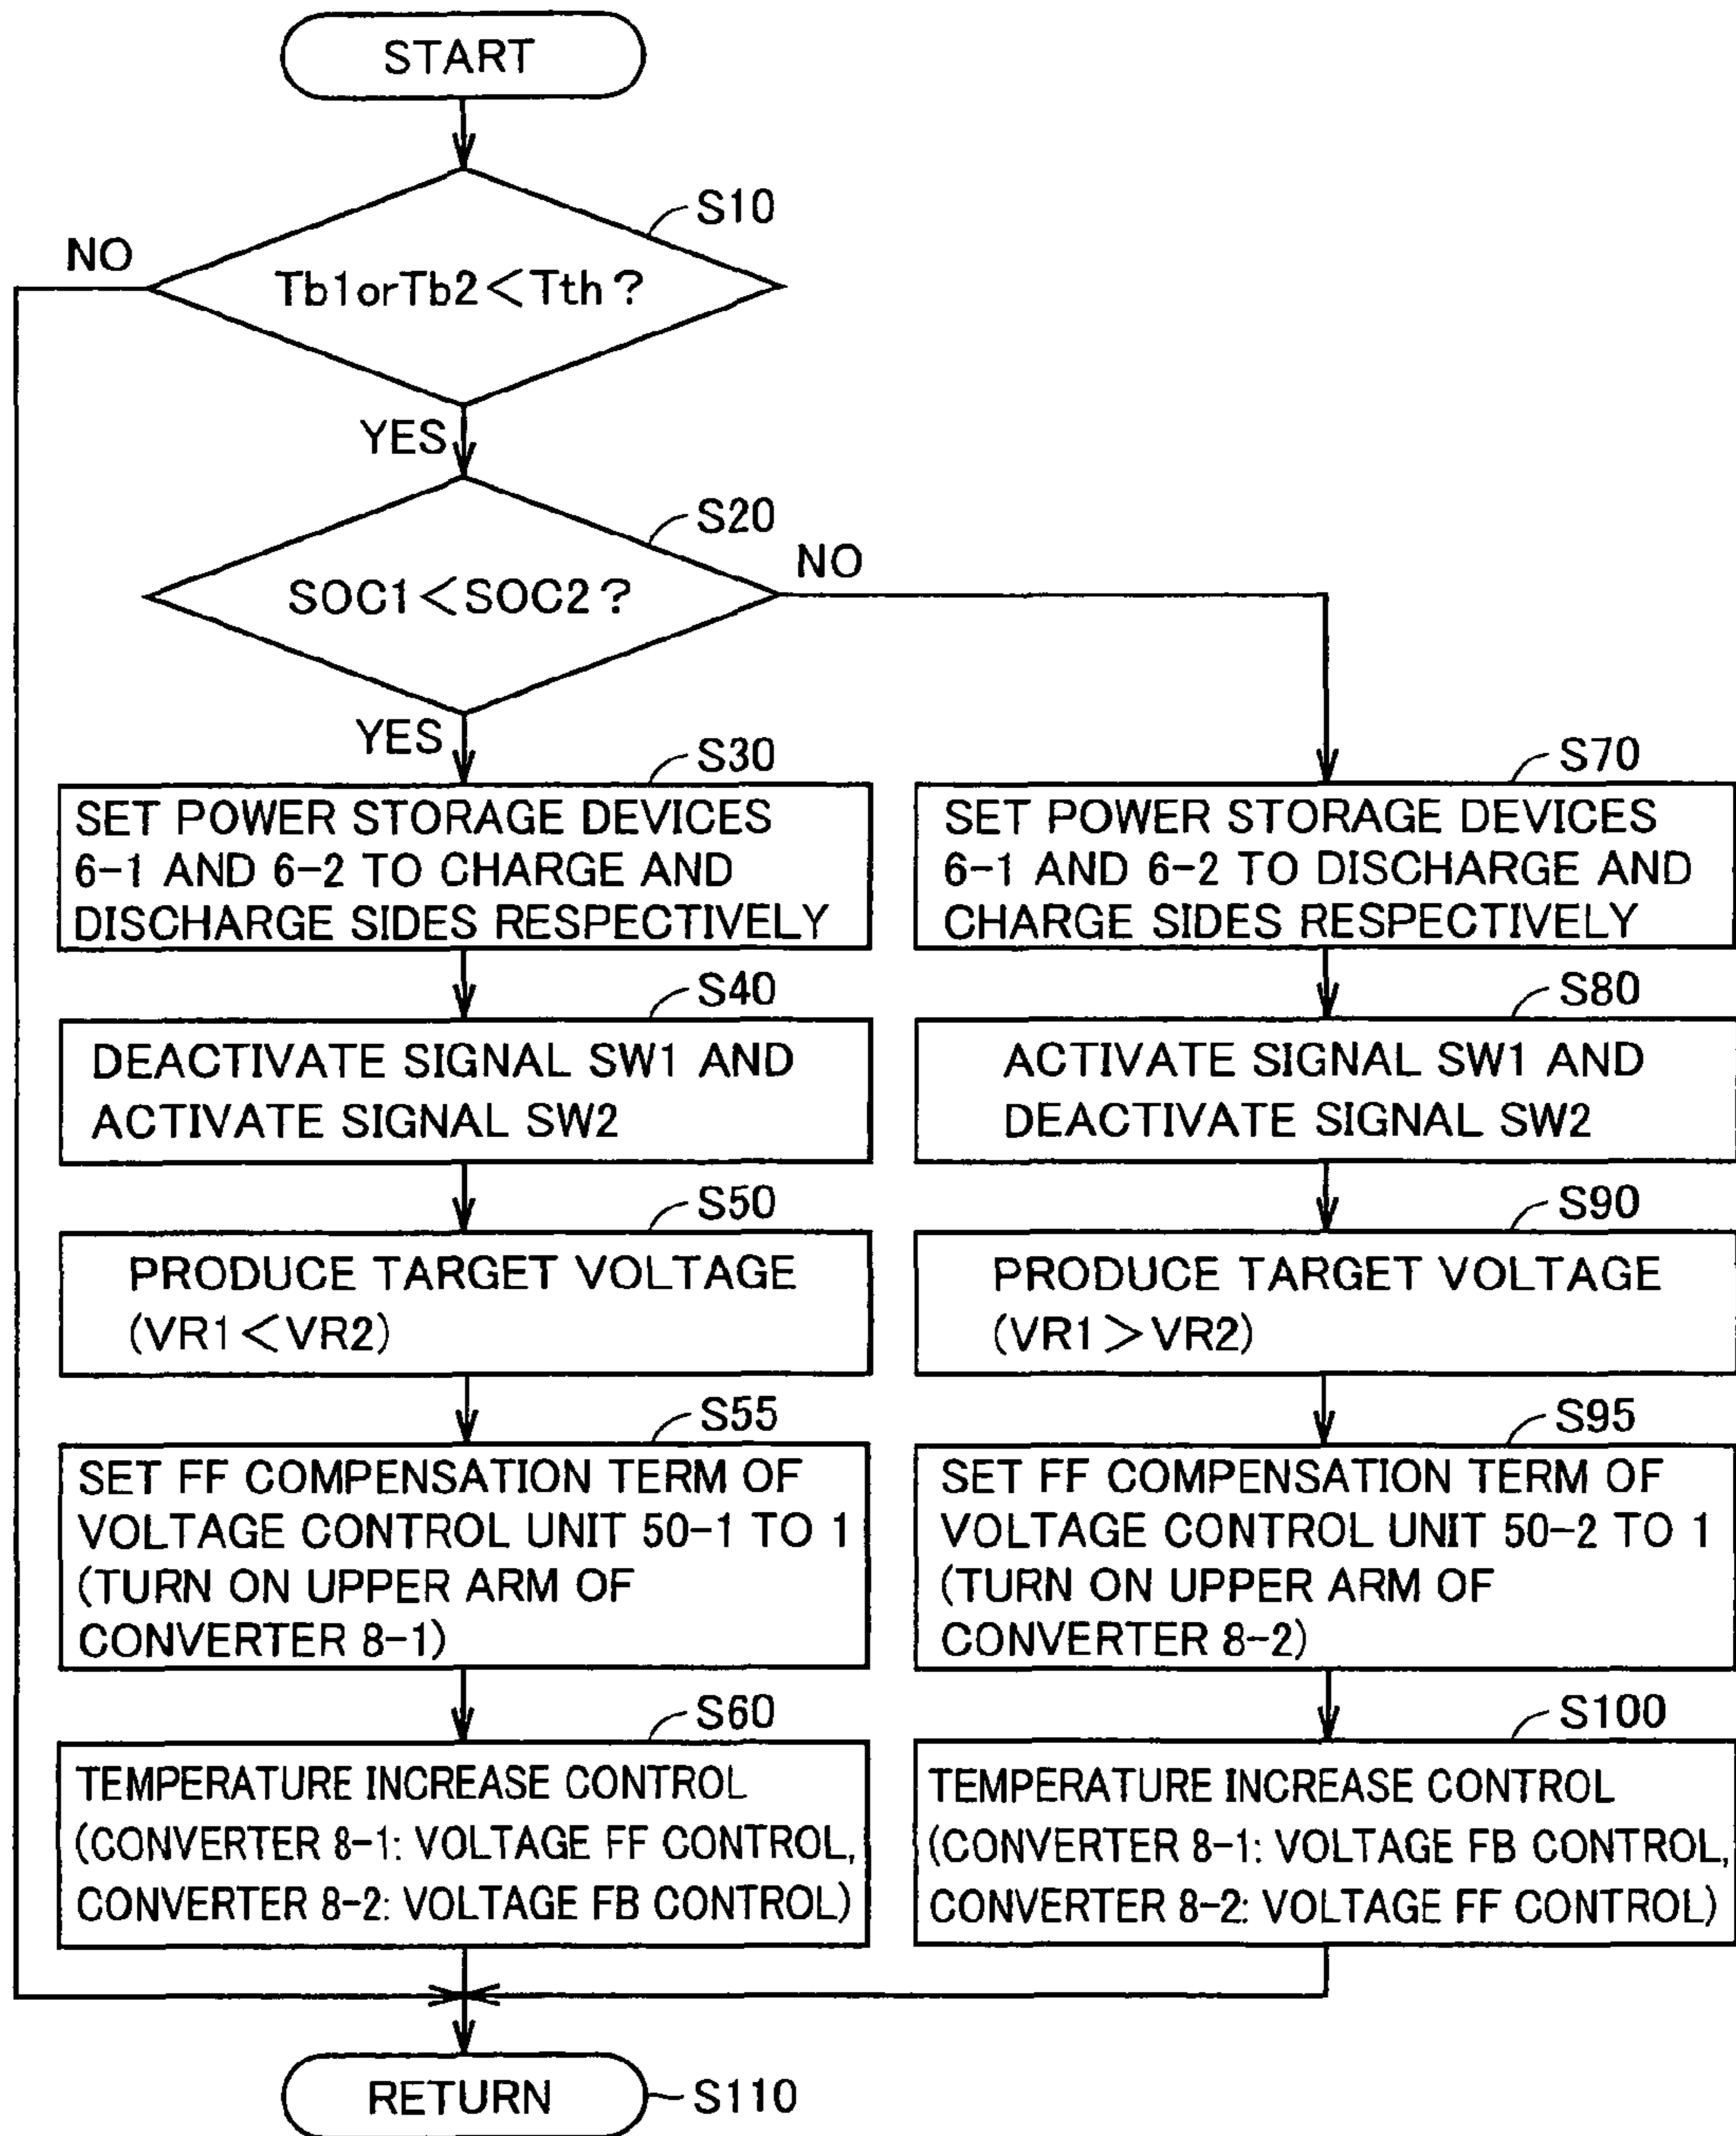 START
S10
NO
Tb1orTb2<Tth?
YES
S20
NO
SOC1<SOC2?
YES
S30
SET POWER STORAGE DEVICES
6-1 AND 6-2 TO CHARGE AND
DISCHARGE SIDES RESPECTIVELY
S70
SET POWER STORAGE DEVICES
6-1 AND 6-2 TO DISCHARGE AND
CHARGE SIDES RESPECTIVELY
S40
DEACTIVATE SIGNAL SW1 AND
ACTIVATE SIGNAL SW2
S80
ACTIVATE SIGNAL SW1 AND
DEACTIVATE SIGNAL SW2
S50
PRODUCE TARGET VOLTAGE
(VR1<VR2)
S90
PRODUCE TARGET VOLTAGE
(VR1>VR2)
S55
SET FF COMPENSATION TERM OF
VOLTAGE CONTROL UNIT 50-1 TO 1
(TURN ON UPPER ARM OF
CONVERTER 8-1)
S95
SET FF COMPENSATION TERM OF
VOLTAGE CONTROL UNIT 50-2 TO 1
(TURN ON UPPER ARM OF
CONVERTER 8-2)
S60
TEMPERATURE INCREASE CONTROL
(CONVERTER 8-1: VOLTAGE FF CONTROL,
CONVERTER 8-2: VOLTAGE FB CONTROL)
S100
TEMPERATURE INCREASE CONTROL
(CONVERTER 8-1: VOLTAGE FB CONTROL,
CONVERTER 8-2: VOLTAGE FF CONTROL)
RETURN
S110